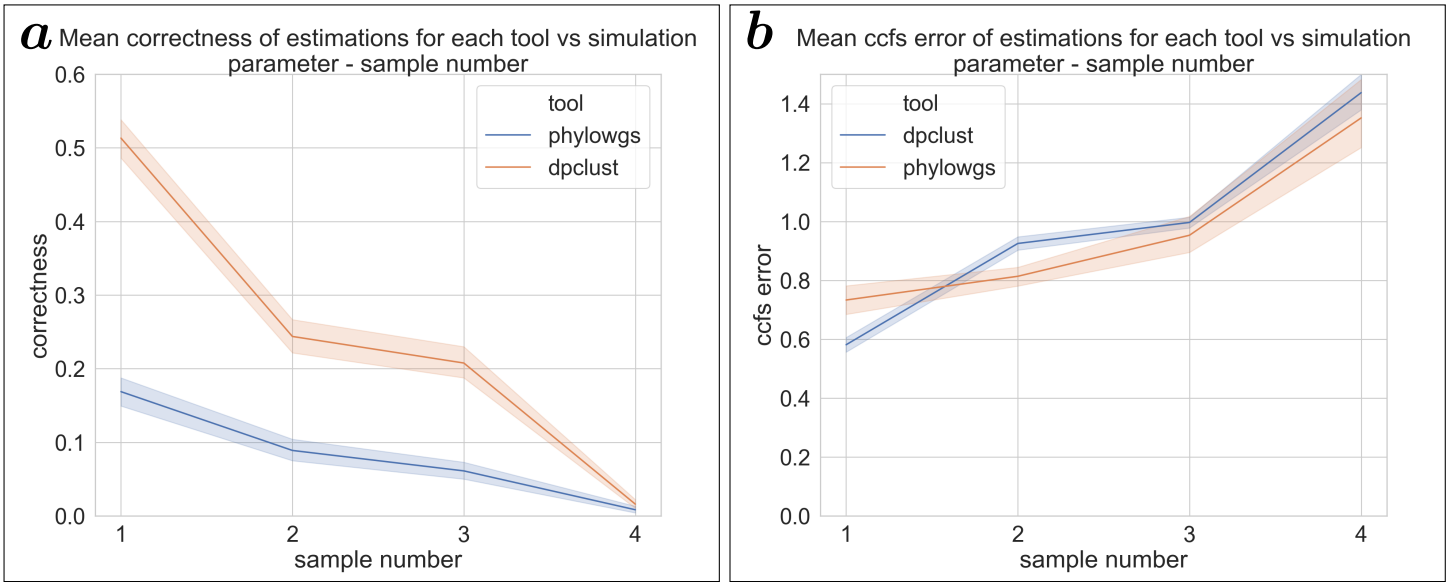 a Mean correctness of estimations for each tool vs simulation
parameter - sample number
0.6
0.5
0.4
0.3
0.2
0.1
0.0
correctness
tool
phylowgs
dpclust
1 2 3 4
sample number
b Mean ccfs error of estimations for each tool vs simulation
parameter - sample number
1.4
1.2
1.0
0.8
0.6
0.4
0.2
0.0
ccfs error
tool
dpclust
phylowgs
1 2 3 4
sample number